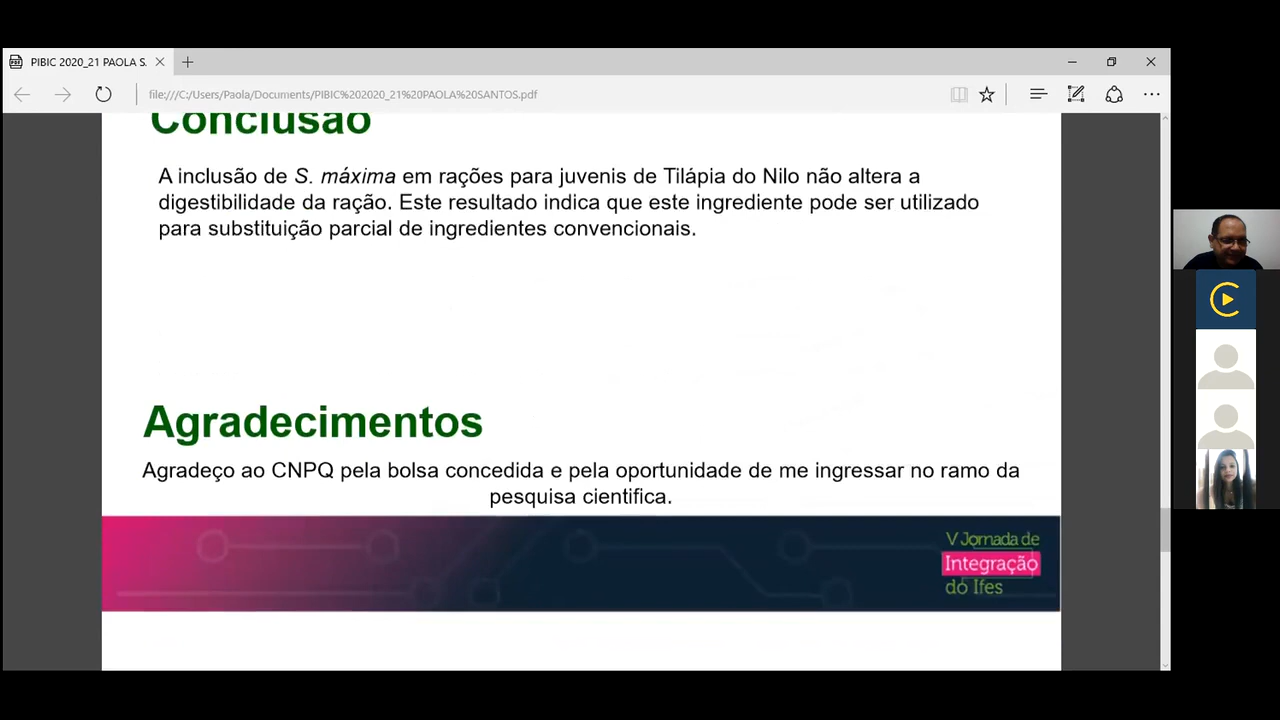 PIBIC 2020_21 PAOLA S.
file:///C:/Users/Paola/Documents/PIBIC%202020_21%20PAOLA%20SANTOS.pdf
Conclusão
A inclusão de S. máxima em rações para juvenis de Tilápia do Nilo não altera a
digestibilidade da ração. Este resultado indica que este ingrediente pode ser utilizado
para substituição parcial de ingredientes convencionais.
Agradecimentos
Agradeço ao CNPQ pela bolsa concedida e pela oportunidade de me ingressar no ramo da
pesquisa cientifica.
V Jornada de
Integração
do Ifes